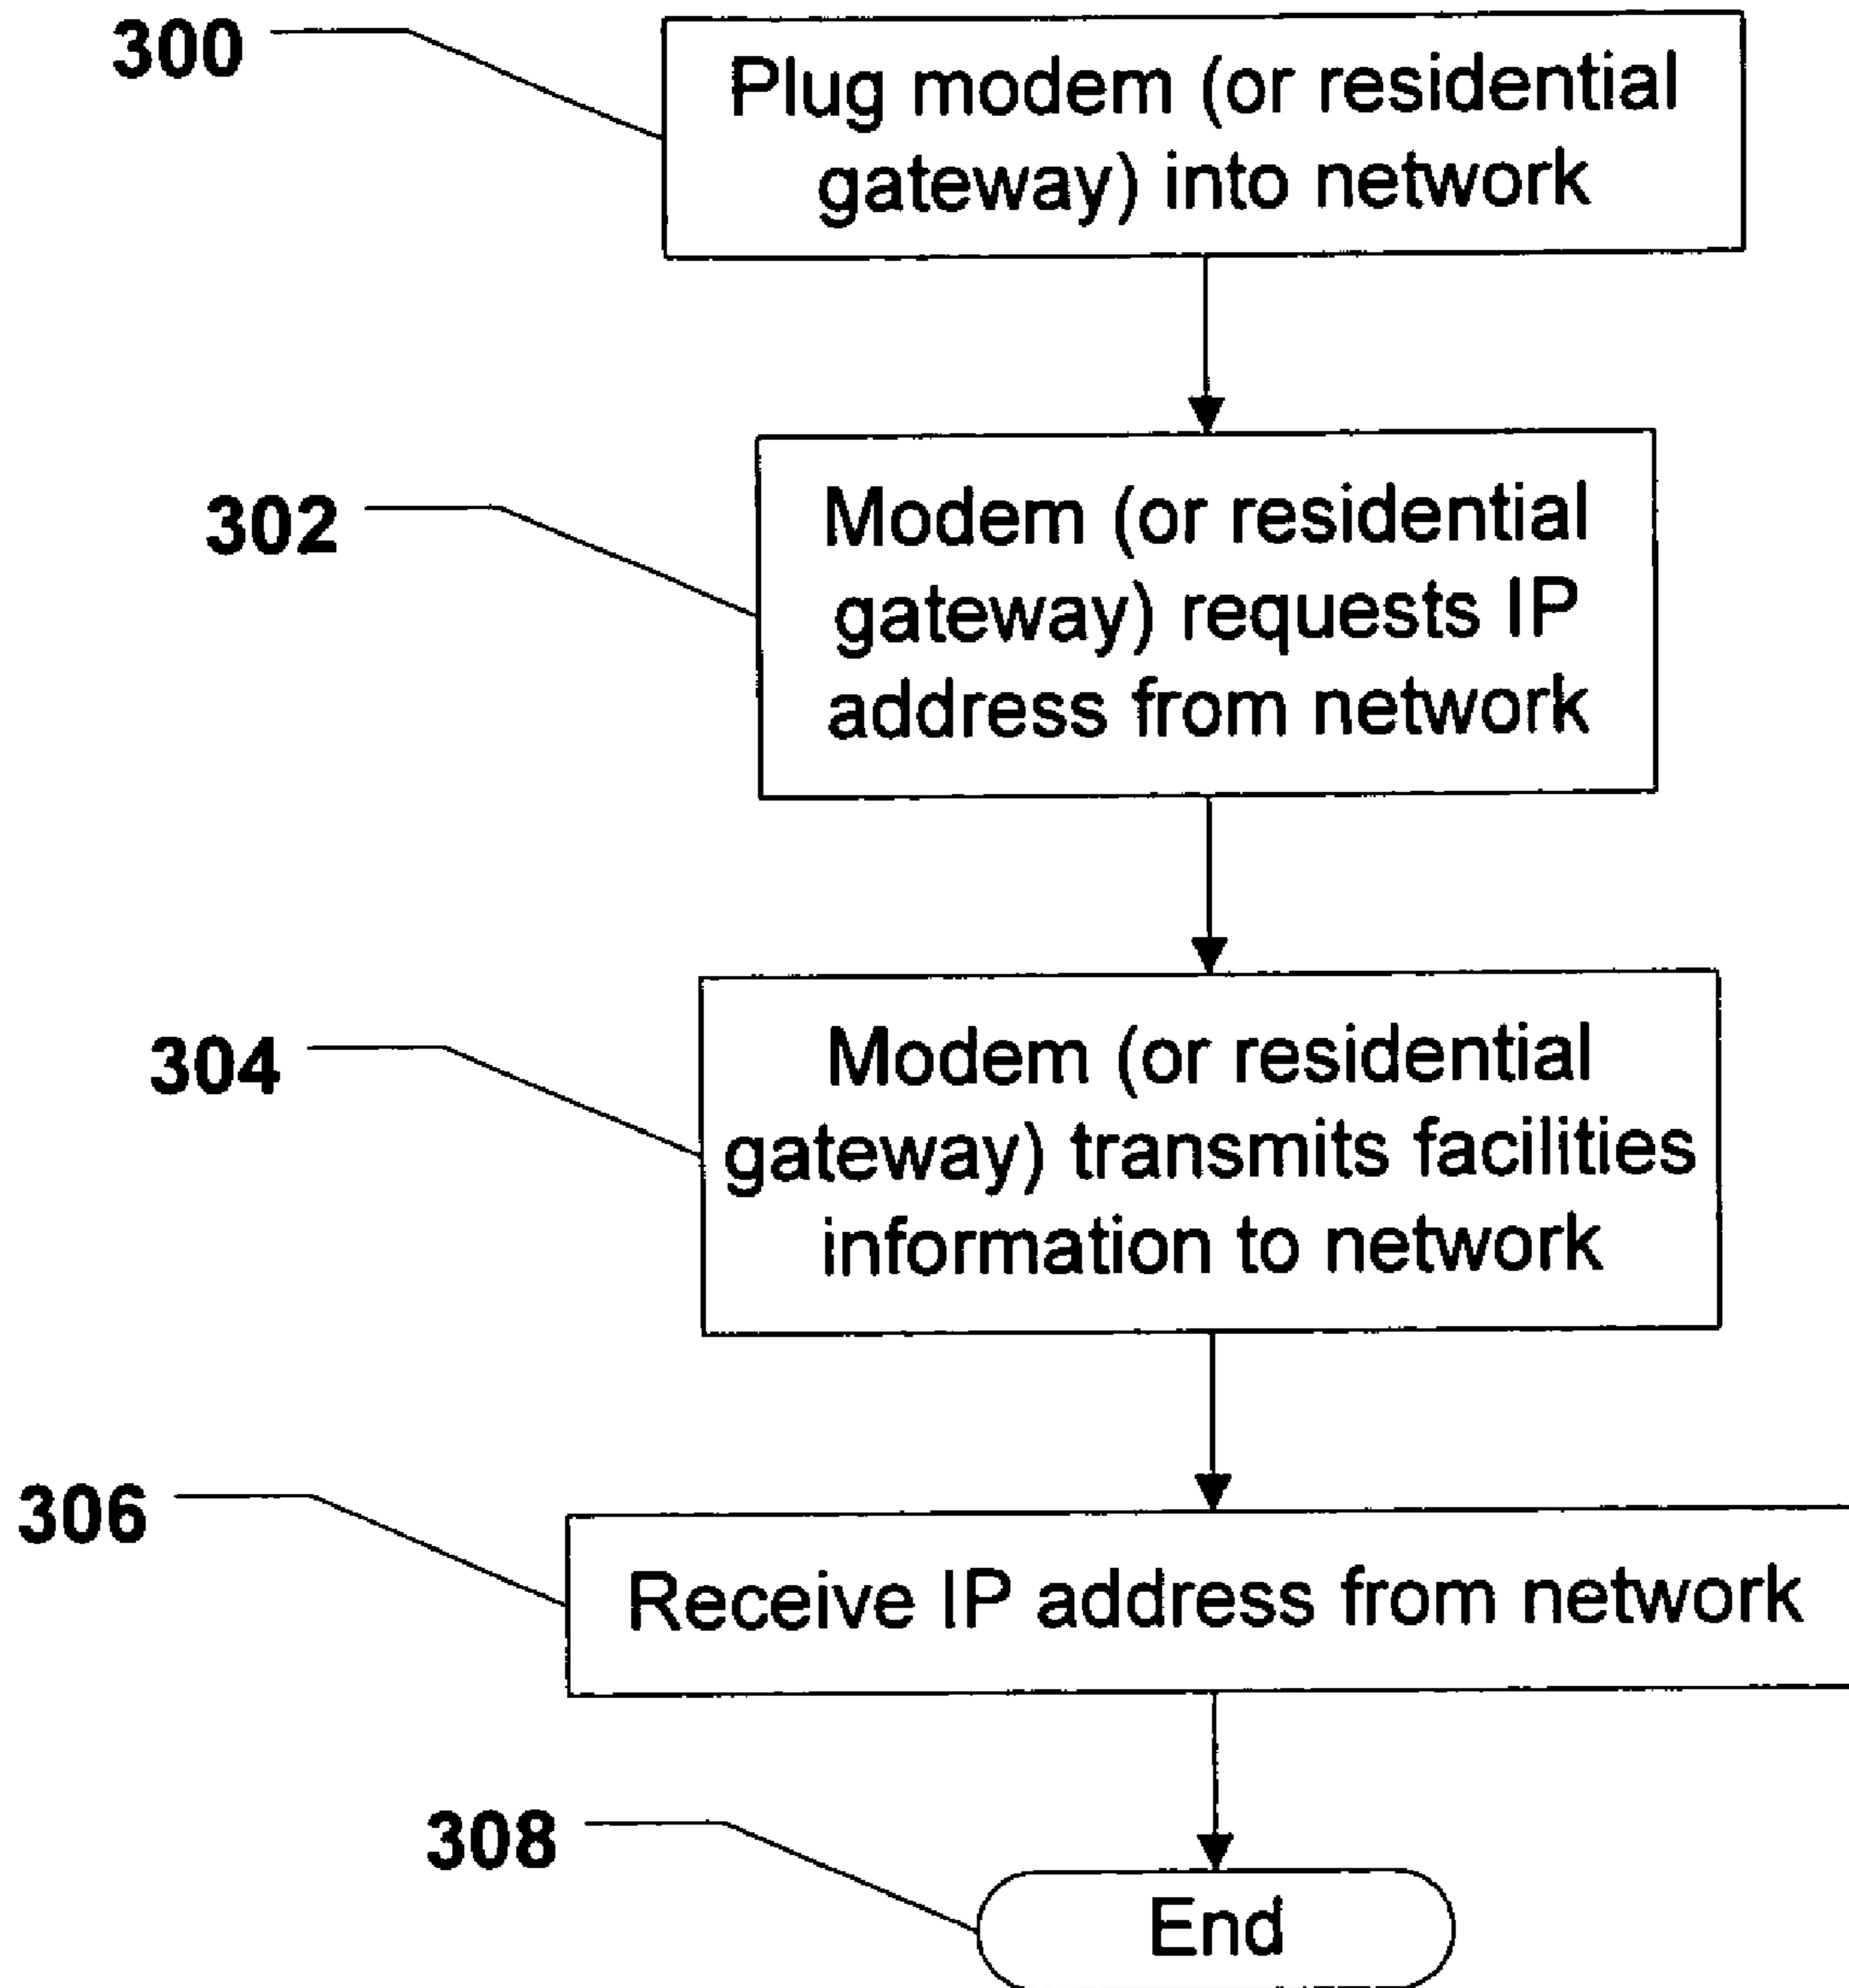 300
Plug modem (or residential
gateway) into network
302
Modem (or residential
gateway) requests IP
address from network
304
Modem (or residential
gateway) transmits facilities
information to network
306
Receive IP address from network
308
End